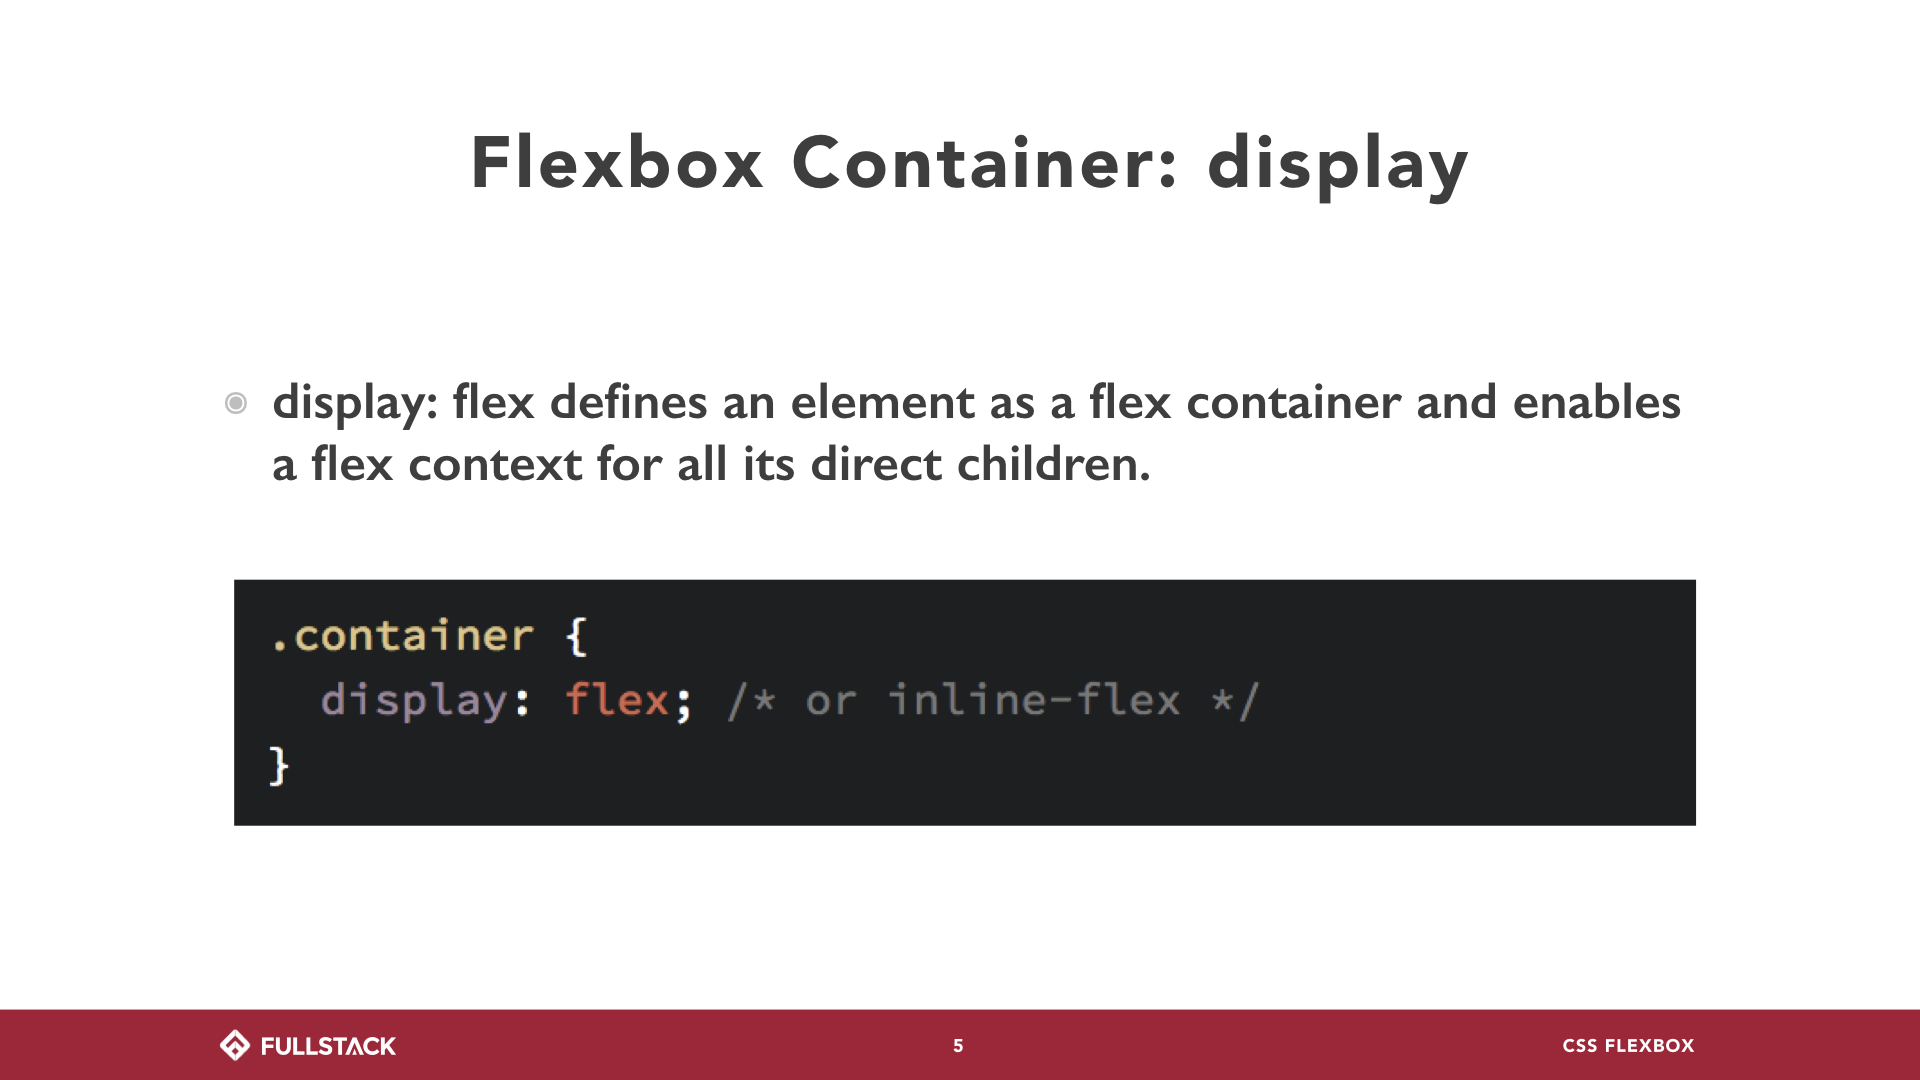 Flexbox Container: display
display: flex defines an element as a flex container and enables
a flex context for all its direct children.
.container {
  display: flex; /* or inline-flex */
}
FULLSTACK
5
CSS FLEXBOX